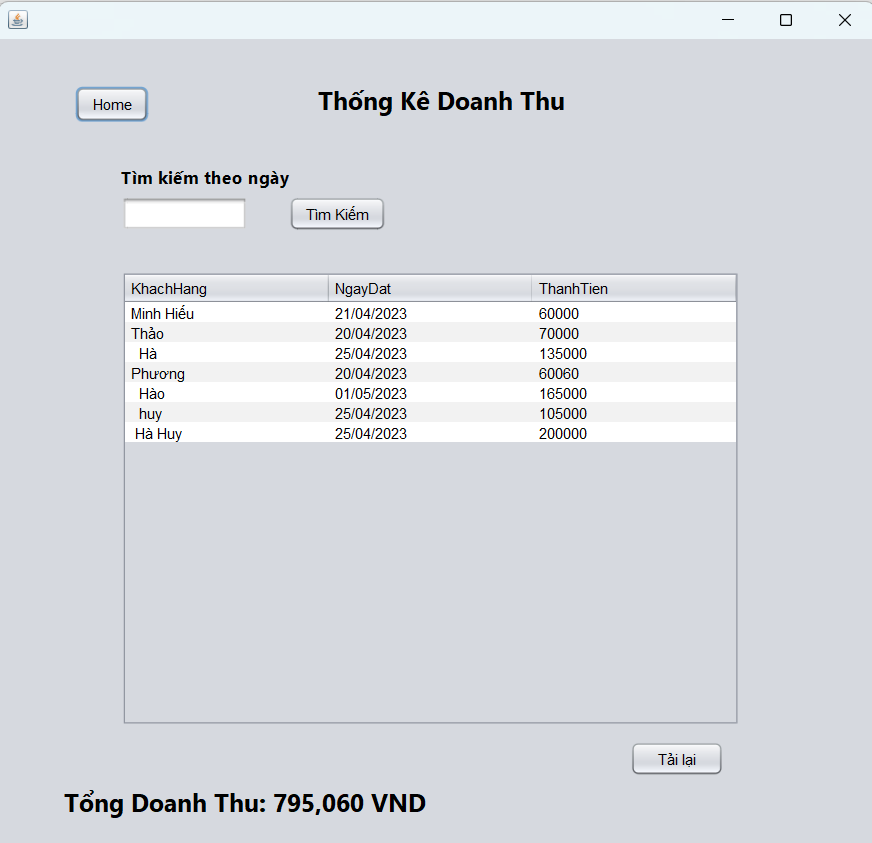 Home
Thống Kê Doanh Thu
Tìm kiếm theo ngày
Tìm Kiếm
KhachHang NgayDat ThanhTien
Minh Hiếu 21/04/2023 60000
Thảo 20/04/2023 70000
Hà 25/04/2023 135000
Phương 20/04/2023 60060
Hào 01/05/2023 165000
huy 25/04/2023 105000
Hà Huy 25/04/2023 200000
Tải lại
Tổng Doanh Thu: 795,060 VND